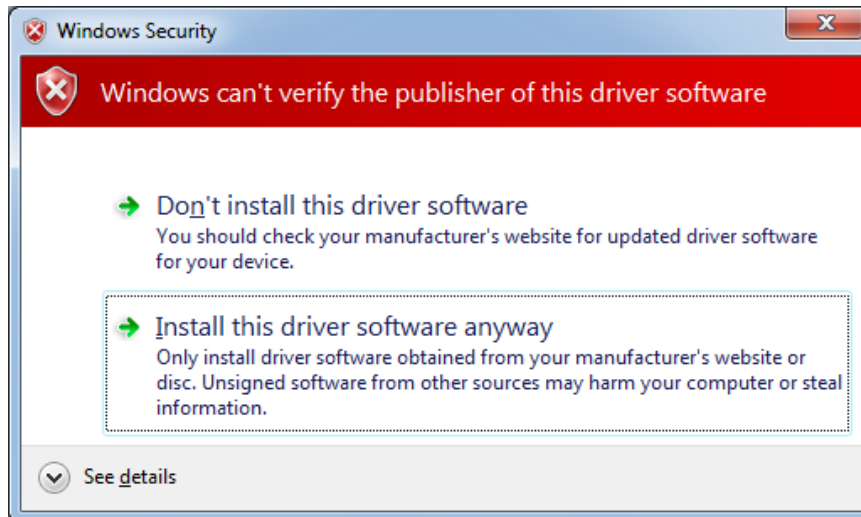 Windows Security
Windows can't verify the publisher of this driver software
Don't install this driver software
You should check your manufacturer's website for updated driver software
for your device.
Install this driver software anyway
Only install driver software obtained from your manufacturer's website or
disc. Unsigned software from other sources may harm your computer or steal
information.
See details